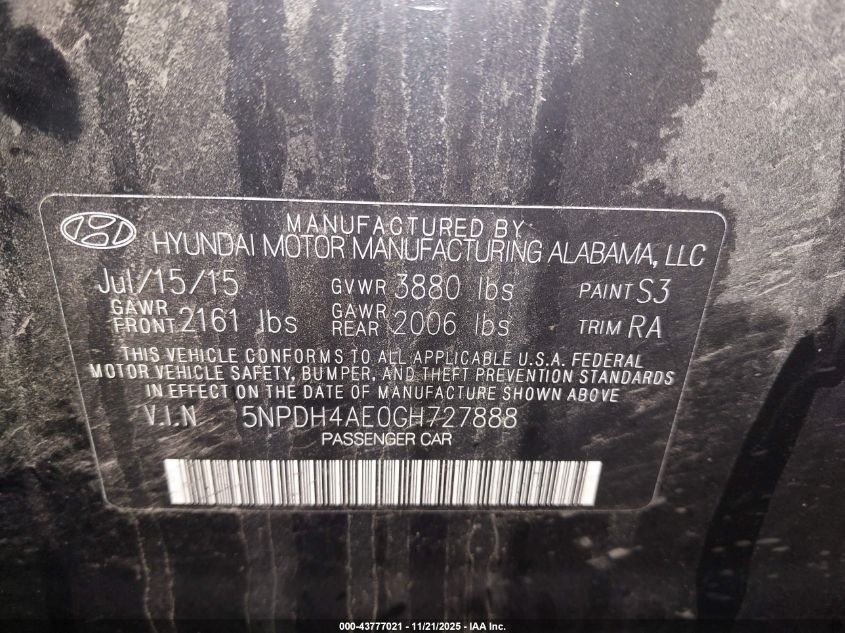 MANUFACTURED BY
HYUNDAI MOTOR MANUFACTURING ALABAMA, LLC
Jul/15/15 GVWR 3880 lbs PAINT S3
GAWR FRONT 2161 lbs GAWR REAR 2006 lbs TRIM RA
THIS VEHICLE CONFORMS TO ALL APPLICABLE U.S.A. FEDERAL
MOTOR VEHICLE SAFETY, BUMPER, AND THEFT PREVENTION STANDARDS
IN EFFECT ON THE DATE OF MANUFACTURE SHOWN ABOVE
V.I.N 5NPDH4AE0GH727888
PASSENGER CAR
000-43777021 - 11/21/2025 - IAA Inc.